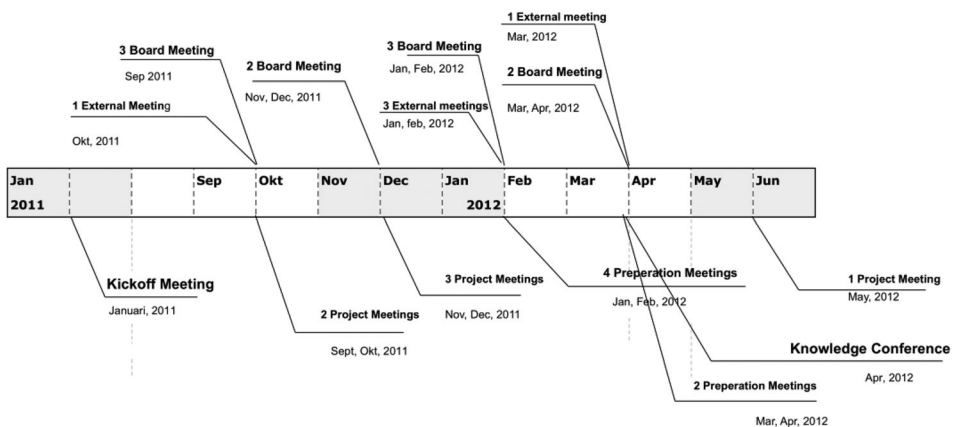 1 External meeting
Mar, 2012
3 Board Meeting
Sep 2011
2 Board Meeting
Nov, Dec, 2011
3 Board Meeting
Jan, Feb, 2012
2 Board Meeting
Mar, Apr, 2012
1 External Meeting
Okt, 2011
3 External meetings
Jan, feb, 2012
Jan Sep Okt Nov Dec Jan Feb Mar Apr May Jun
2011 2012
Kickoff Meeting
Januari, 2011
2 Project Meetings
Sept, Okt, 2011
3 Project Meetings
Nov, Dec, 2011
4 Preperation Meetings
Jan, Feb, 2012
1 Project Meeting
May, 2012
Knowledge Conference
Apr, 2012
2 Preperation Meetings
Mar, Apr, 2012